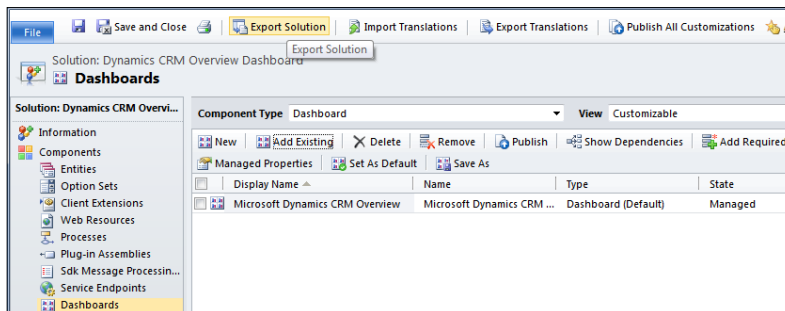 File Save and Close Export Solution Import Translations Export Translations Publish All Customizations
Export Solution
Solution: Dynamics CRM Overview Dashboard
Dashboards
Solution: Dynamics CRM Overvi...
Component Type Dashboard View Customizable
Information
New Add Existing Delete Remove Publish Show Dependencies Add Required
Components
Managed Properties Set As Default Save As
Entities
Display Name Name Type State
Option Sets
Client Extensions
Microsoft Dynamics CRM Overview Microsoft Dynamics CRM ... Dashboard (Default) Managed
Web Resources
Processes
Plug-in Assemblies
Sdk Message Processin...
Service Endpoints
Dashboards